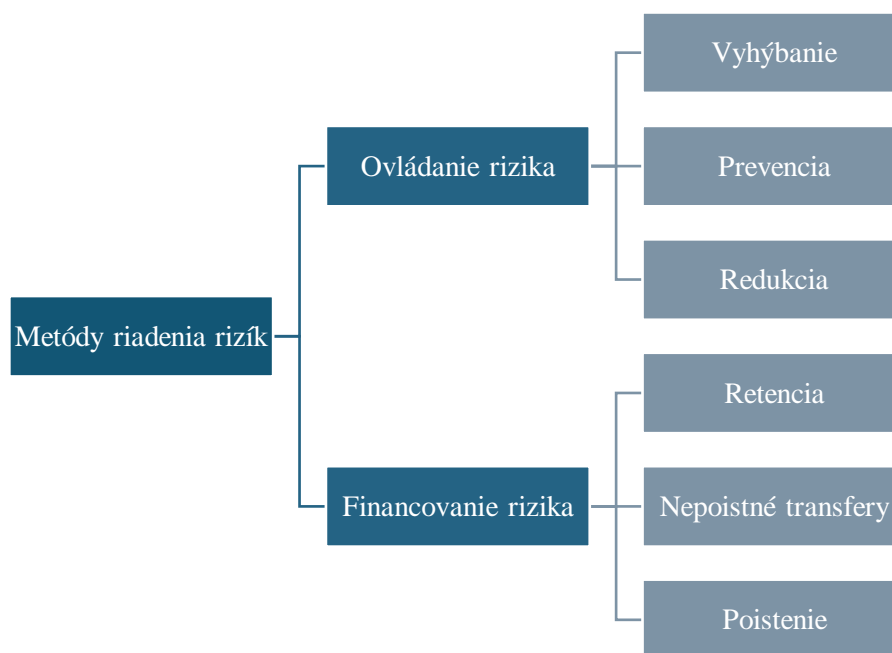 Metódy riadenia rizík
Ovládanie rizika
Vyhýbanie
Prevencia
Redukcia
Financovanie rizika
Retencia
Nepoistné transfery
Poistenie